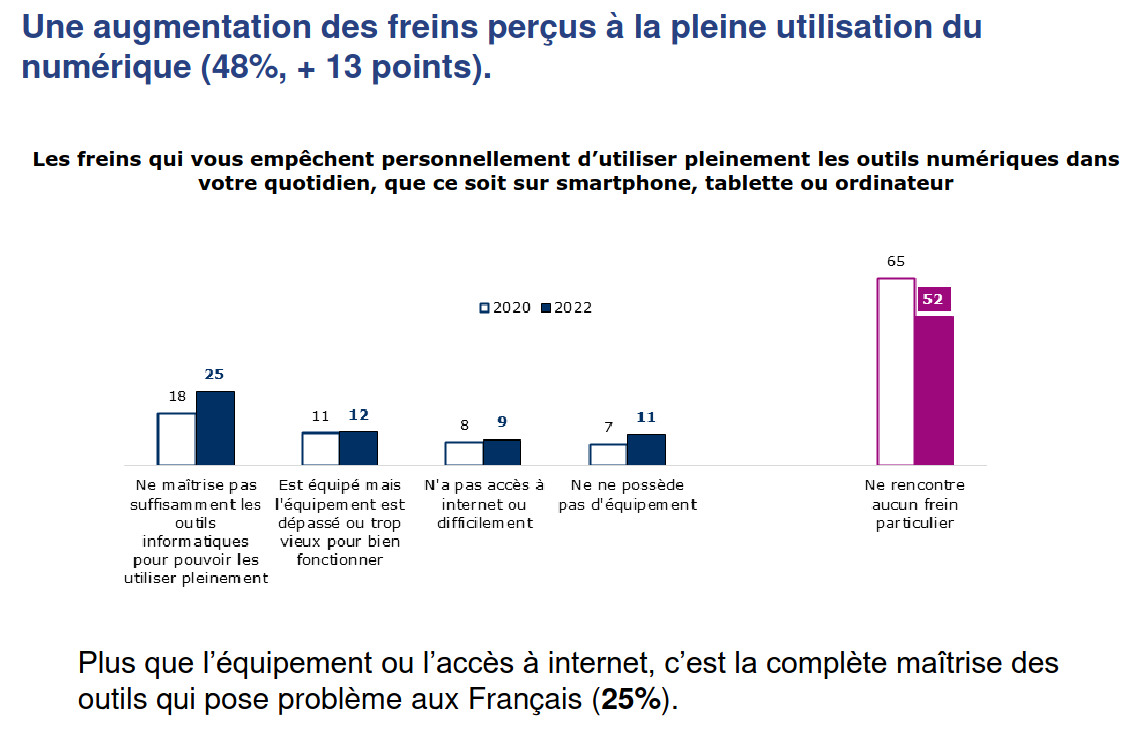 Une augmentation des freins perçus à la pleine utilisation du
numérique (48%, + 13 points).
Les freins qui vous empêchent personnellement d’utiliser pleinement les outils numériques dans
votre quotidien, que ce soit sur smartphone, tablette ou ordinateur
65
52
2020 2022
18
25
11
12
8
9
7
11
Ne maîtrise pas
suffisamment les
outils
informatiques
pour pouvoir les
utiliser pleinement
Est équipé mais
l'équipement est
dépassé ou trop
vieux pour bien
fonctionner
N'a pas accès à
internet ou
difficilement
Ne ne possède
pas d'équipement
Ne rencontre
aucun frein
particulier
Plus que l’équipement ou l’accès à internet, c’est la complète maîtrise des
outils qui pose problème aux Français (25%).